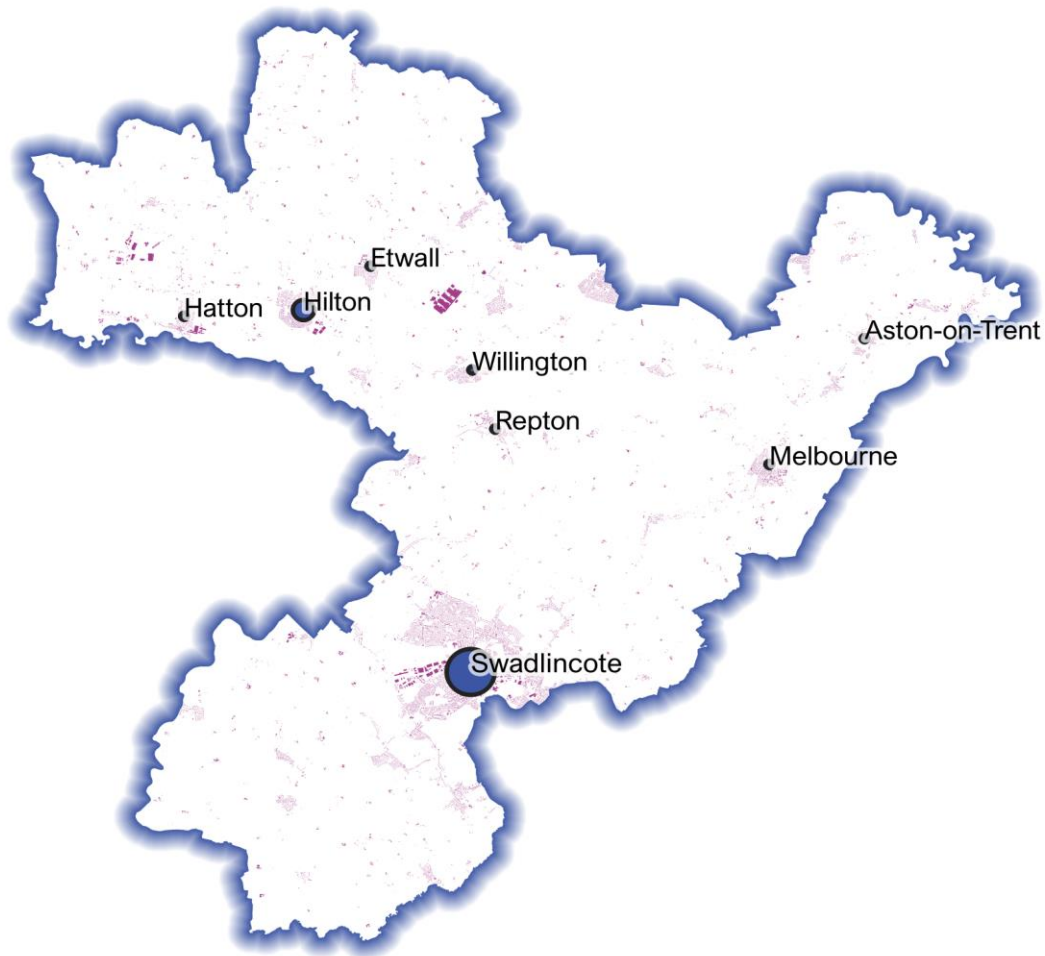 Etwall
Hatton
Hilton
Aston-on-Trent
Willington
Repton
Melbourne
Swadlincote